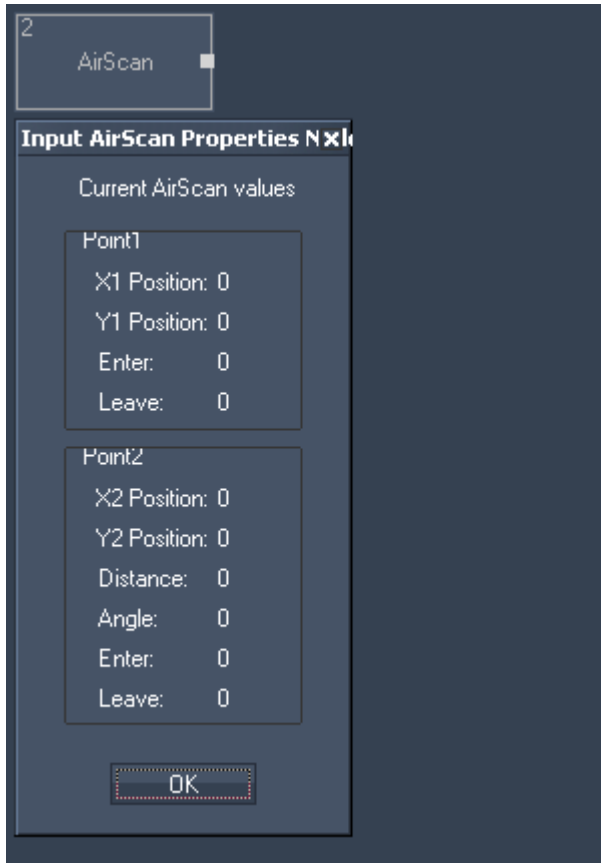 2
AirScan
Input AirScan Properties N
Current AirScan values
Point1
X1 Position: 0
Y1 Position: 0
Enter: 0
Leave: 0
Point2
X2 Position: 0
Y2 Position: 0
Distance: 0
Angle: 0
Enter: 0
Leave: 0
OK